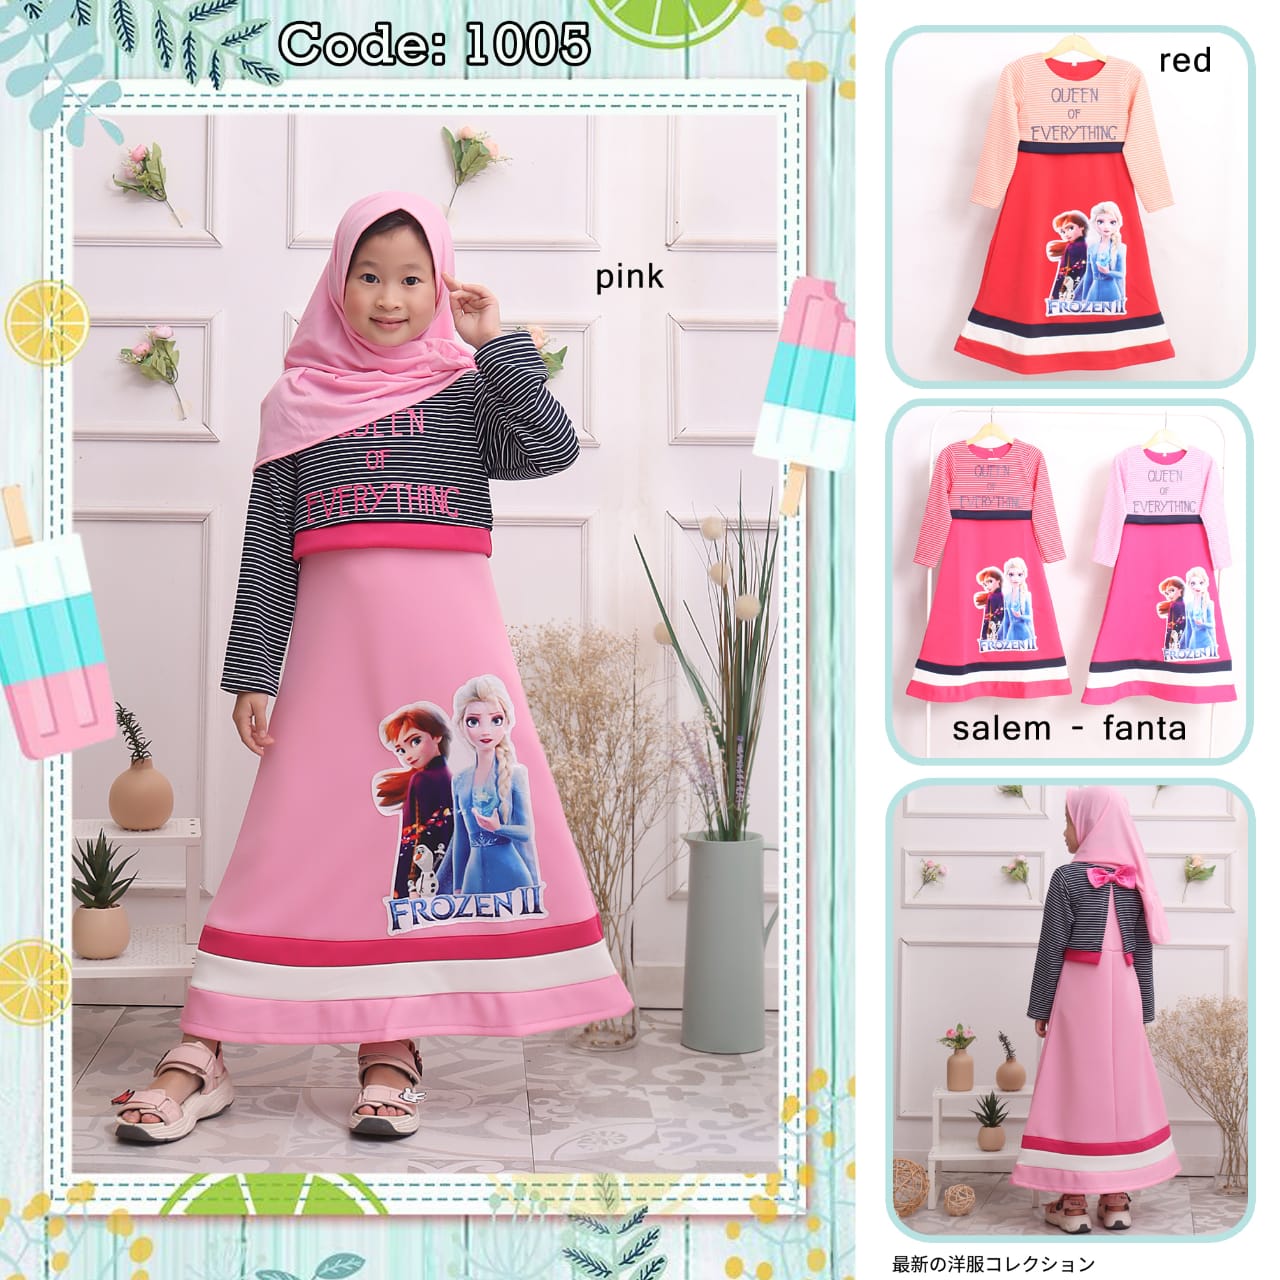 Code: 1005
pink
QUEEN
OF
EVERYTHING
FROZEN II
red
QUEEN
OF
EVERYTHING
FROZEN II
QUEEN
OF
EVERYTHING
FROZEN II
QUEEN
OF
EVERYTHING
FROZEN II
salem - fanta
最新の洋服コレクション